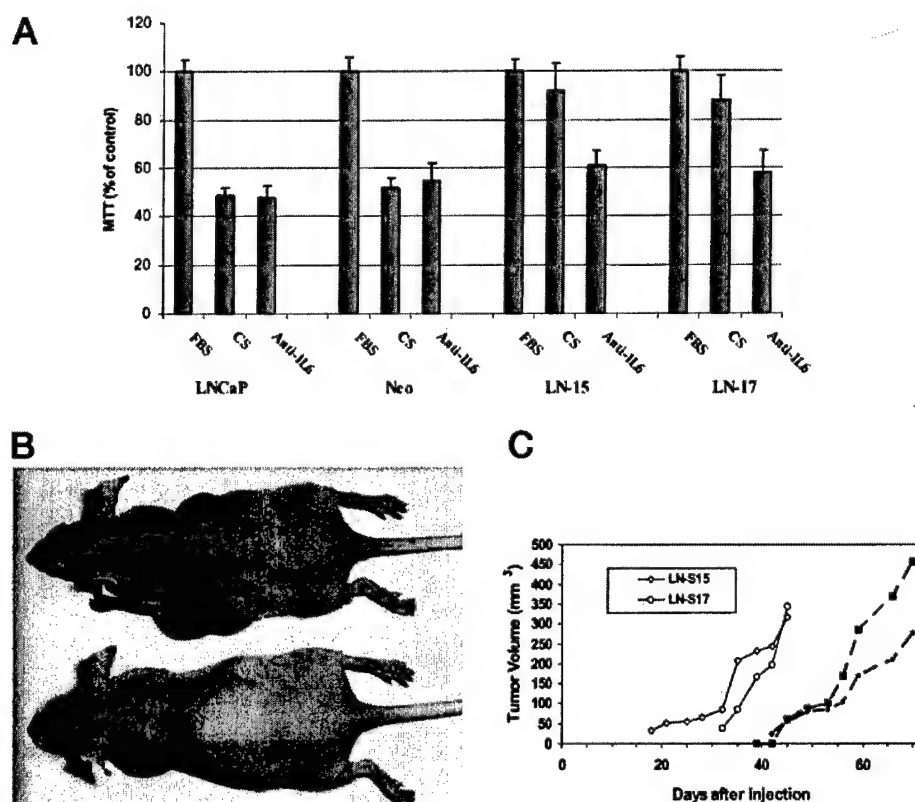 A
120
100
80
60
40
20
0
MTT (% of control)
FBS CS Anti-IL6 FBS CS Anti-IL6 FBS CS Anti-IL6 FBS CS Anti-IL6
LNCaP Neo LN-15 LN-17
B
C
500
450
400
350
300
250
200
150
100
50
0
Tumor Volume (mm³)
LN-S15
LN-S17
0 20 40 60
Days after injection